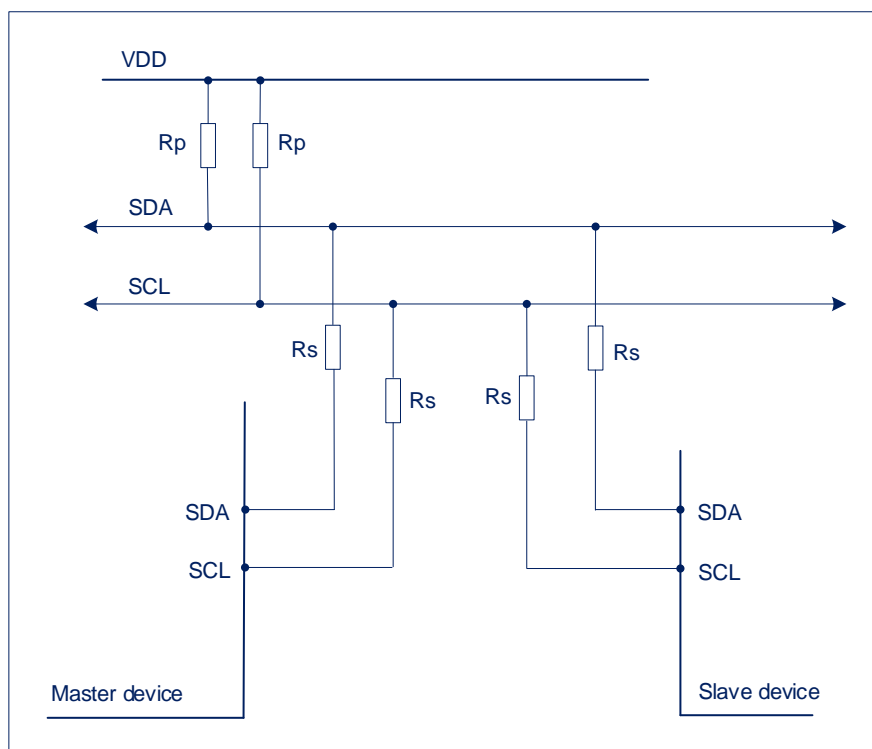 VDD
Rp
Rp
SDA
SCL
Rs
Rs
Rs
Rs
SDA
SDA
SCL
SCL
Master device
Slave device